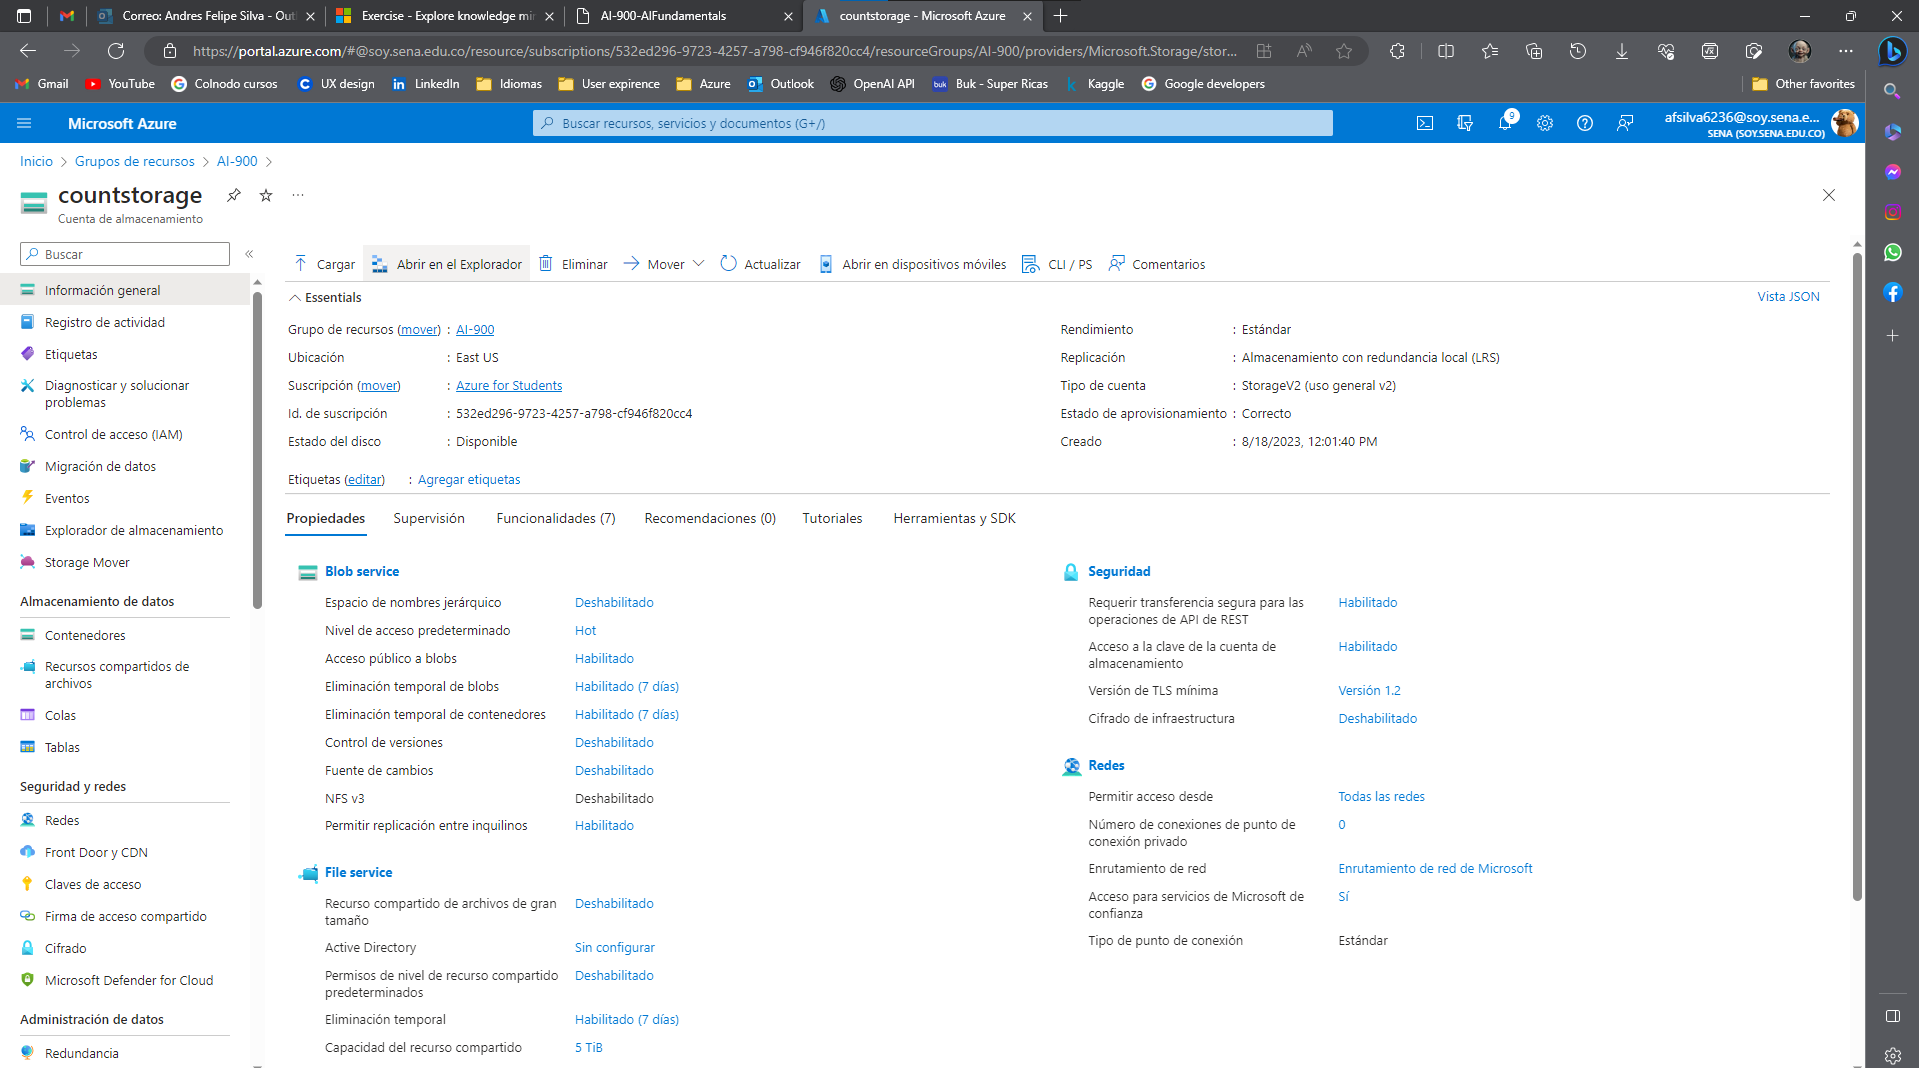 Correo: Andres Felipe Silva - Out
Exercise - Explore knowledge mi
AI-900-AIFundamentals
countstorage - Microsoft Azure
https://portal.azure.com/#@soy.sena.edu.co/resource/subscriptions/532ed296-9723-4257-a798-cf946f820cc4/resourceGroups/AI-900/providers/Microsoft.Storage/stor...
Gmail
YouTube
Colnodo cursos
UX design
LinkedIn
Idiomas
User expirence
Azure
Outlook
OpenAI API
Buk - Super Ricas
Kaggle
Google developers
Other favorites
Microsoft Azure
Buscar recursos, servicios y documentos (G+/)
9
afsilva6236@soy.sena.e...
SENA (SOY.SENA.EDU.CO)
Inicio > Grupos de recursos > AI-900 >
countstorage
Cuenta de almacenamiento
Buscar
Información general
Registro de actividad
Etiquetas
Diagnosticar y solucionar
problemas
Control de acceso (IAM)
Migración de datos
Eventos
Explorador de almacenamiento
Storage Mover
Almacenamiento de datos
Contenedores
Recursos compartidos de
archivos
Colas
Tablas
Seguridad y redes
Redes
Front Door y CDN
Claves de acceso
Firma de acceso compartido
Cifrado
Microsoft Defender for Cloud
Administración de datos
Redundancia
Cargar
Abrir en el Explorador
Eliminar
Mover
Actualizar
Abrir en dispositivos móviles
CLI / PS
Comentarios
Essentials
Vista JSON
Grupo de recursos (mover) : AI-900
Ubicación : East US
Suscripción (mover) : Azure for Students
Id. de suscripción : 532ed296-9723-4257-a798-cf946f820cc4
Estado del disco : Disponible
Rendimiento : Estándar
Replicación : Almacenamiento con redundancia local (LRS)
Tipo de cuenta : StorageV2 (uso general v2)
Estado de aprovisionamiento : Correcto
Creado : 8/18/2023, 12:01:40 PM
Etiquetas (editar) : Agregar etiquetas
Propiedades
Supervisión
Funcionalidades (7)
Recomendaciones (0)
Tutoriales
Herramientas y SDK
Blob service
Espacio de nombres jerárquico Deshabilitado
Nivel de acceso predeterminado Hot
Acceso público a blobs Habilitado
Eliminación temporal de blobs Habilitado (7 días)
Eliminación temporal de contenedores Habilitado (7 días)
Control de versiones Deshabilitado
Fuente de cambios Deshabilitado
NFS v3 Deshabilitado
Permitir replicación entre inquilinos Habilitado
File service
Recurso compartido de archivos de gran Deshabilitado
tamaño
Active Directory Sin configurar
Permisos de nivel de recurso compartido Deshabilitado
predeterminados
Eliminación temporal Habilitado (7 días)
Capacidad del recurso compartido 5 TiB
Seguridad
Requerir transferencia segura para las Habilitado
operaciones de API de REST
Acceso a la clave de la cuenta de Habilitado
almacenamiento
Versión de TLS mínima Versión 1.2
Cifrado de infraestructura Deshabilitado
Redes
Permitir acceso desde Todas las redes
Número de conexiones de punto de 0
conexión privado
Enrutamiento de red Enrutamiento de red de Microsoft
Acceso para servicios de Microsoft de Sí
confianza
Tipo de punto de conexión Estándar